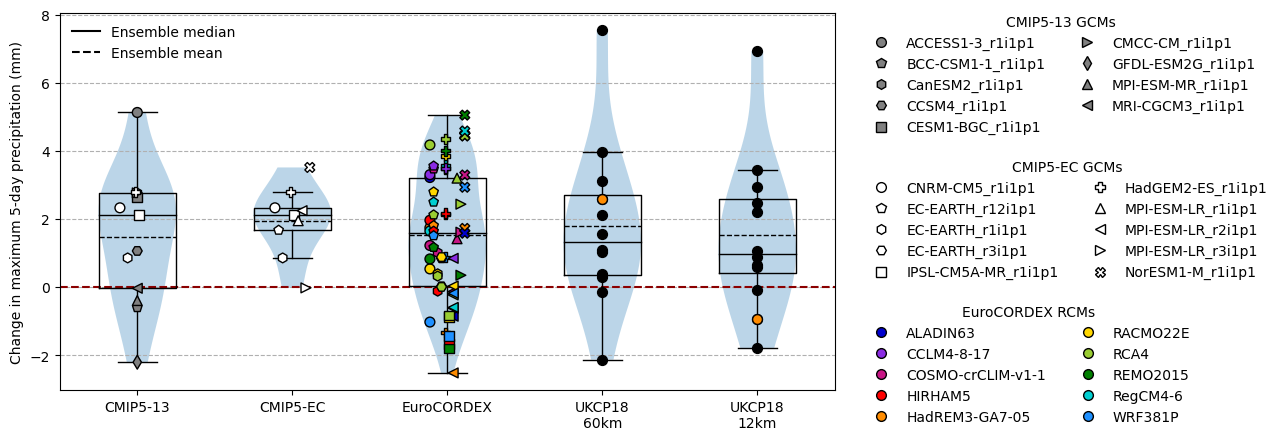 Change in maximum 5-day precipitation (mm)
8
6
4
2
0
−2
Ensemble median
Ensemble mean
CMIP5-13
CMIP5-EC
EuroCORDEX
UKCP18
60km
UKCP18
12km
CMIP5-13 GCMs
ACCESS1-3_r1i1p1
BCC-CSM1-1_r1i1p1
CanESM2_r1i1p1
CCSM4_r1i1p1
CESM1-BGC_r1i1p1
CMCC-CM_r1i1p1
GFDL-ESM2G_r1i1p1
MPI-ESM-MR_r1i1p1
MRI-CGCM3_r1i1p1
CMIP5-EC GCMs
CNRM-CM5_r1i1p1
EC-EARTH_r12i1p1
EC-EARTH_r1i1p1
EC-EARTH_r3i1p1
IPSL-CM5A-MR_r1i1p1
HadGEM2-ES_r1i1p1
MPI-ESM-LR_r1i1p1
MPI-ESM-LR_r2i1p1
MPI-ESM-LR_r3i1p1
NorESM1-M_r1i1p1
EuroCORDEX RCMs
ALADIN63
CCLM4-8-17
COSMO-crCLIM-v1-1
HIRHAM5
HadREM3-GA7-05
RACMO22E
RCA4
REMO2015
RegCM4-6
WRF381P